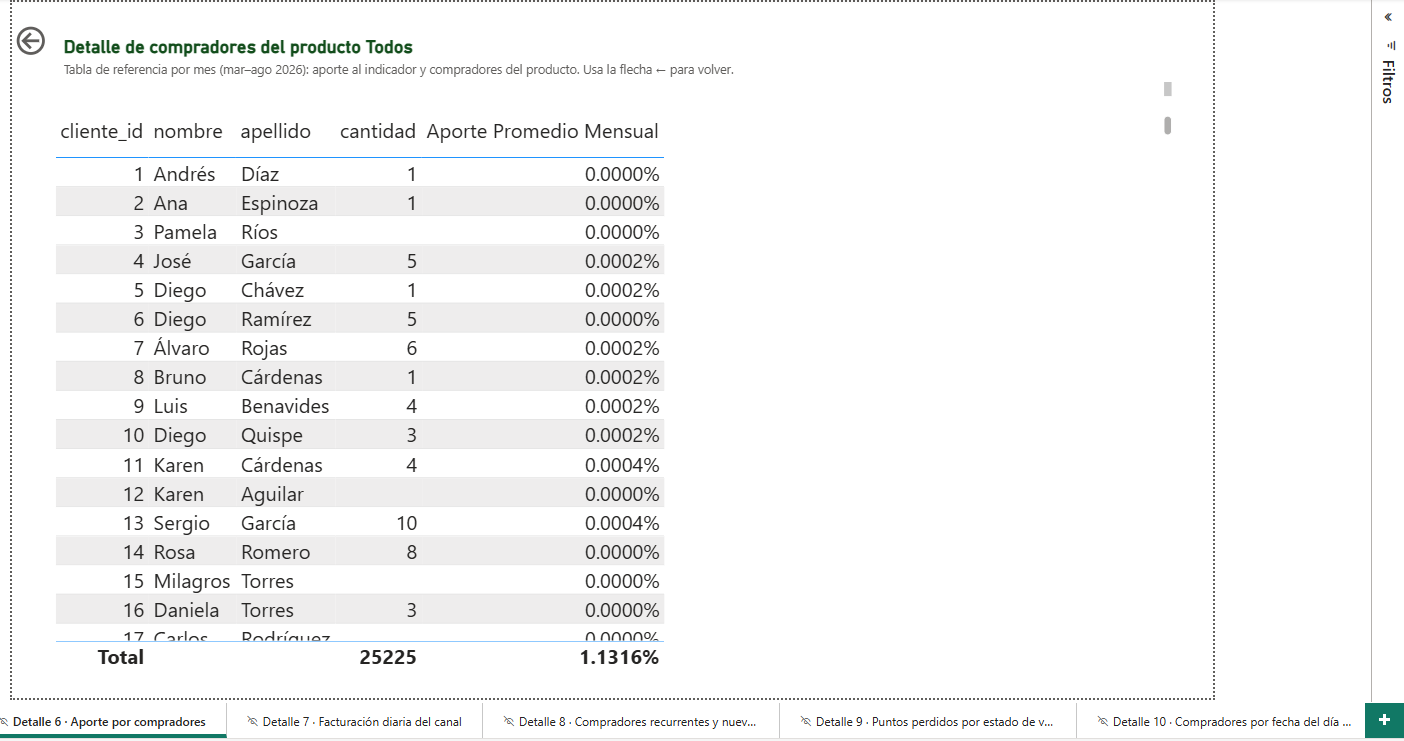 Detalle de compradores del producto Todos
Tabla de referencia por mes (mar–ago 2026): aporte al indicador y compradores del producto. Usa la flecha ← para volver.
cliente_id nombre apellido cantidad Aporte Promedio Mensual
1 Andrés Díaz 1 0.0000%
2 Ana Espinoza 1 0.0000%
3 Pamela Ríos 0.0000%
4 José García 5 0.0002%
5 Diego Chávez 1 0.0002%
6 Diego Ramírez 5 0.0000%
7 Álvaro Rojas 6 0.0002%
8 Bruno Cárdenas 1 0.0002%
9 Luis Benavides 4 0.0002%
10 Diego Quispe 3 0.0002%
11 Karen Cárdenas 4 0.0004%
12 Karen Aguilar 0.0000%
13 Sergio García 10 0.0004%
14 Rosa Romero 8 0.0000%
15 Milagros Torres 0.0000%
16 Daniela Torres 3 0.0000%
17 Carlos Rodríguez 0.0000%
Total 25225 1.1316%
Filtros
Detalle 6 · Aporte por compradores
Detalle 7 · Facturación diaria del canal
Detalle 8 · Compradores recurrentes y nuev...
Detalle 9 · Puntos perdidos por estado de v...
Detalle 10 · Compradores por fecha del día ...